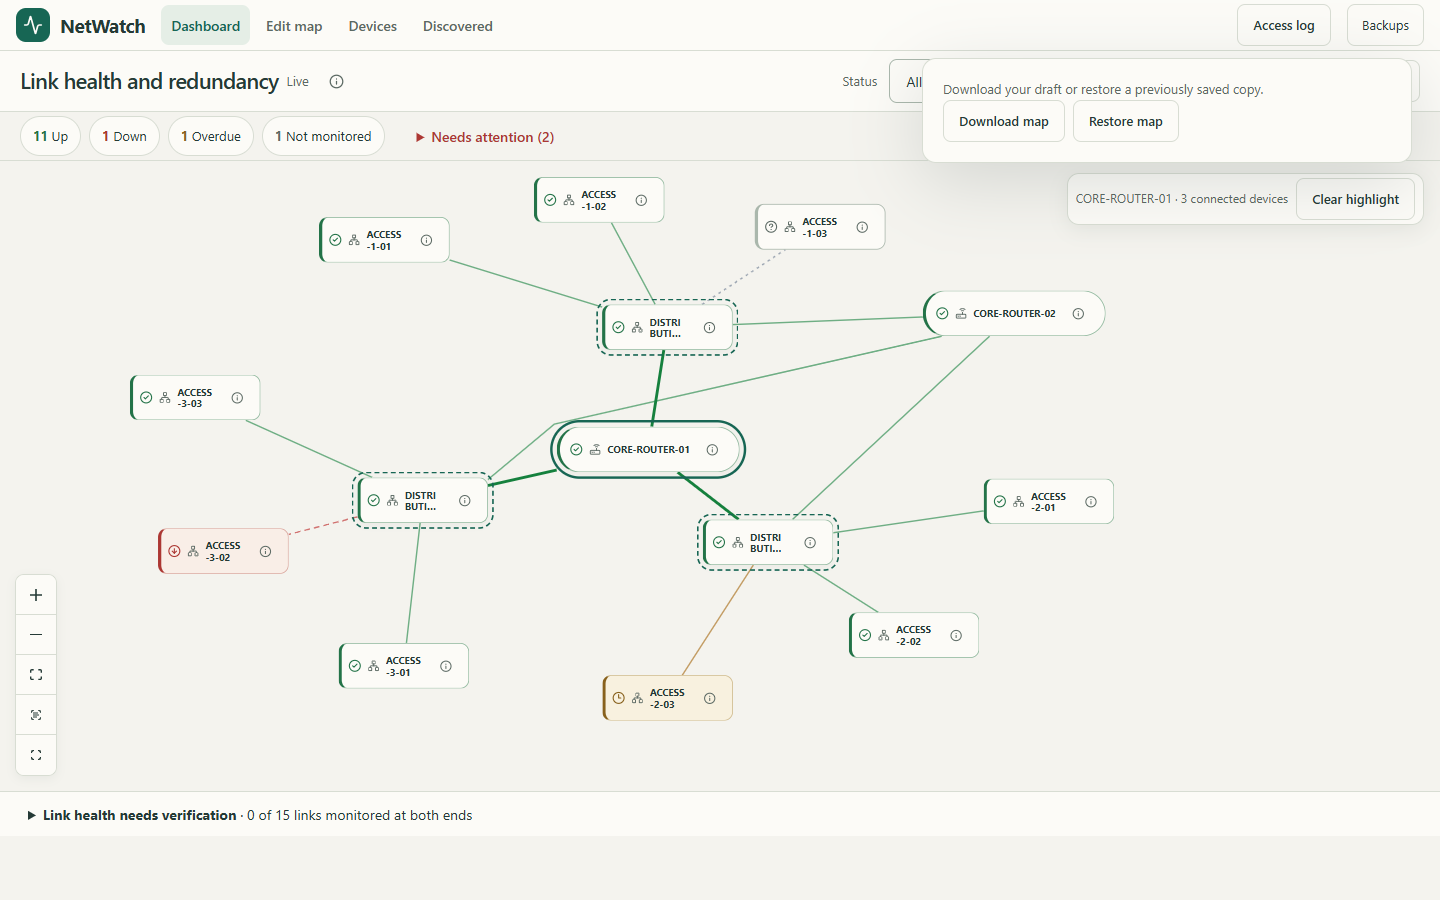 NetWatch
Dashboard
Edit map
Devices
Discovered
Access log
Backups
Link health and redundancy
Live
Status
All
Download your draft or restore a previously saved copy.
Download map
Restore map
11 Up
1 Down
1 Overdue
1 Not monitored
▶ Needs attention (2)
CORE-ROUTER-01 · 3 connected devices
Clear highlight
ACCESS
-1-02
ACCESS
-1-01
ACCESS
-1-03
DISTRI
BUTI...
CORE-ROUTER-02
ACCESS
-3-03
CORE-ROUTER-01
DISTRI
BUTI...
ACCESS
-2-01
ACCESS
-3-02
DISTRI
BUTI...
ACCESS
-2-02
ACCESS
-3-01
ACCESS
-2-03
▶ Link health needs verification · 0 of 15 links monitored at both ends